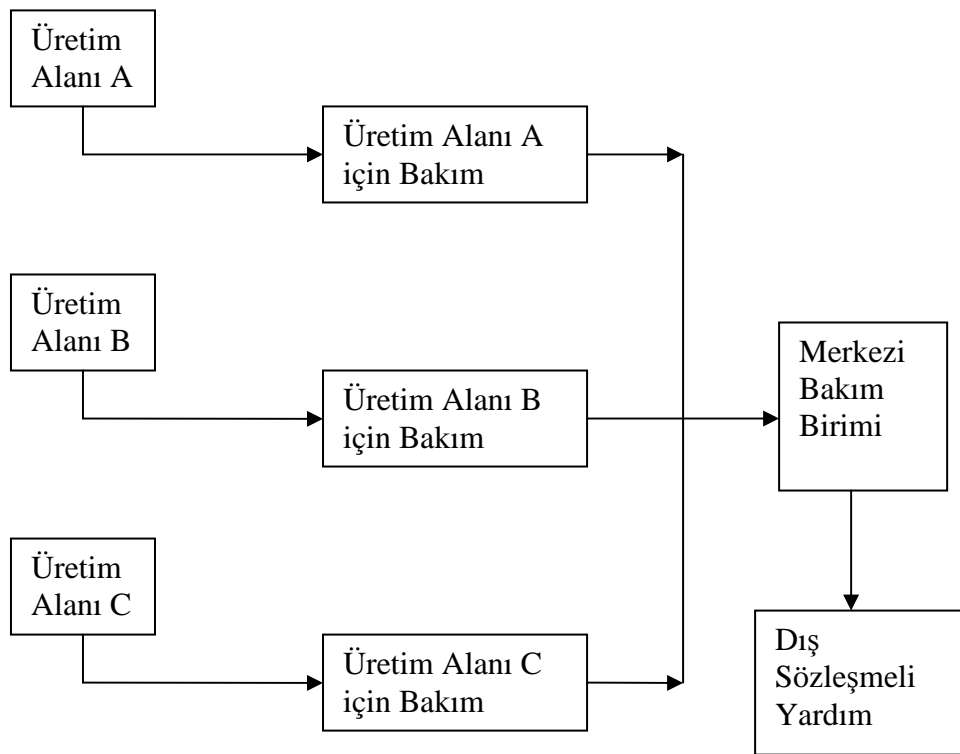 Üretim
Alanı A
Üretim Alanı A
için Bakım
Üretim
Alanı B
Üretim Alanı B
için Bakım
Merkezi
Bakım
Birimi
Üretim
Alanı C
Üretim Alanı C
için Bakım
Dış
Sözleşmeli
Yardım